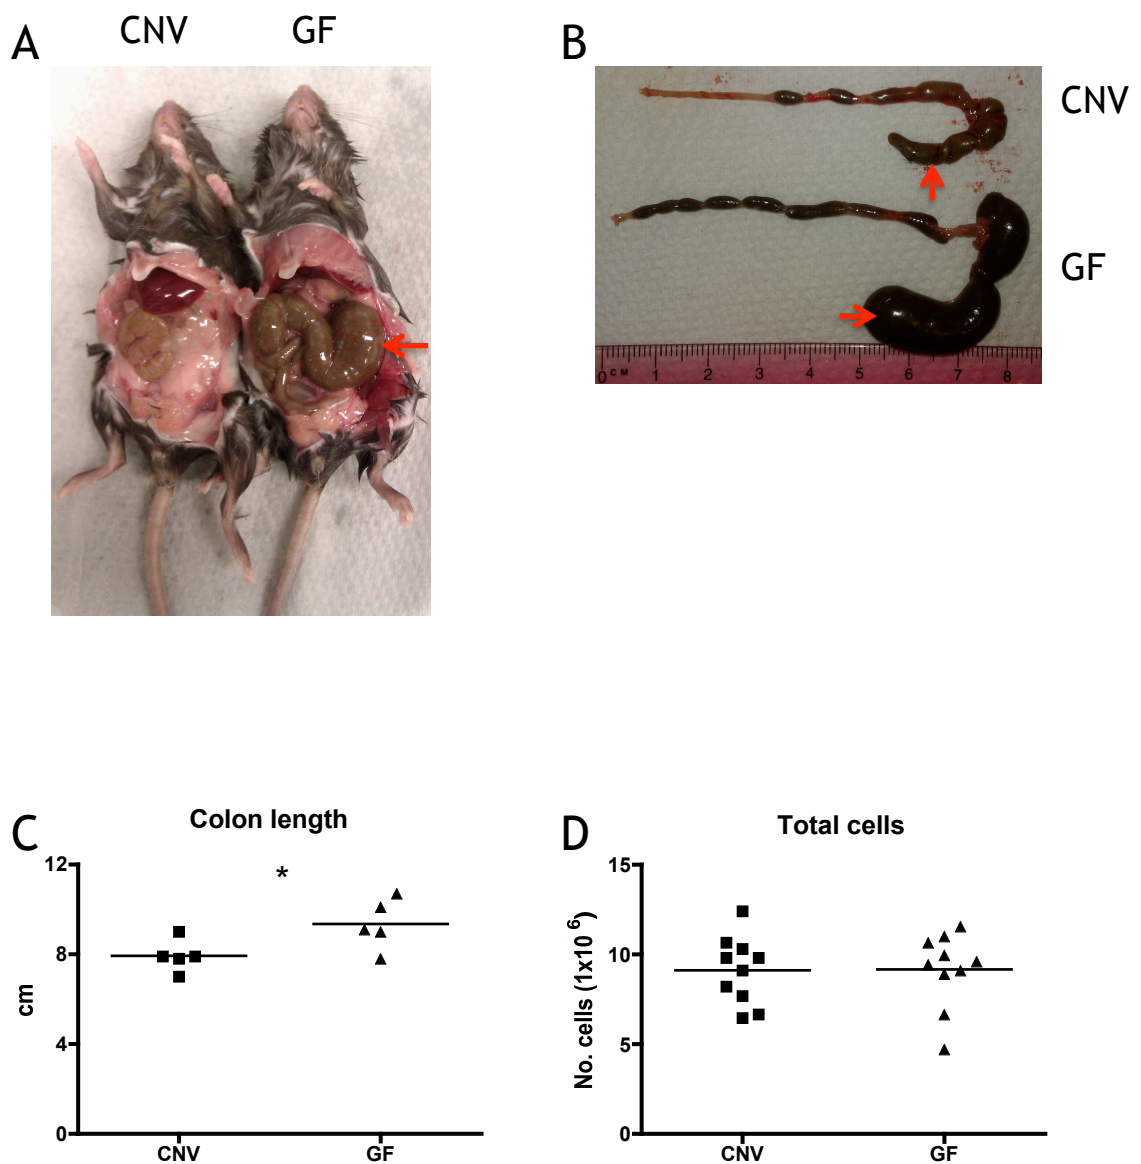 A
CNV
GF
B
CNV
GF
0 CM 1 2 3 4 5 6 7 8
C
Colon length
12
8
4
0
cm
*
CNV
GF
D
Total cells
15
10
5
0
No. cells (1x10 6)
CNV
GF